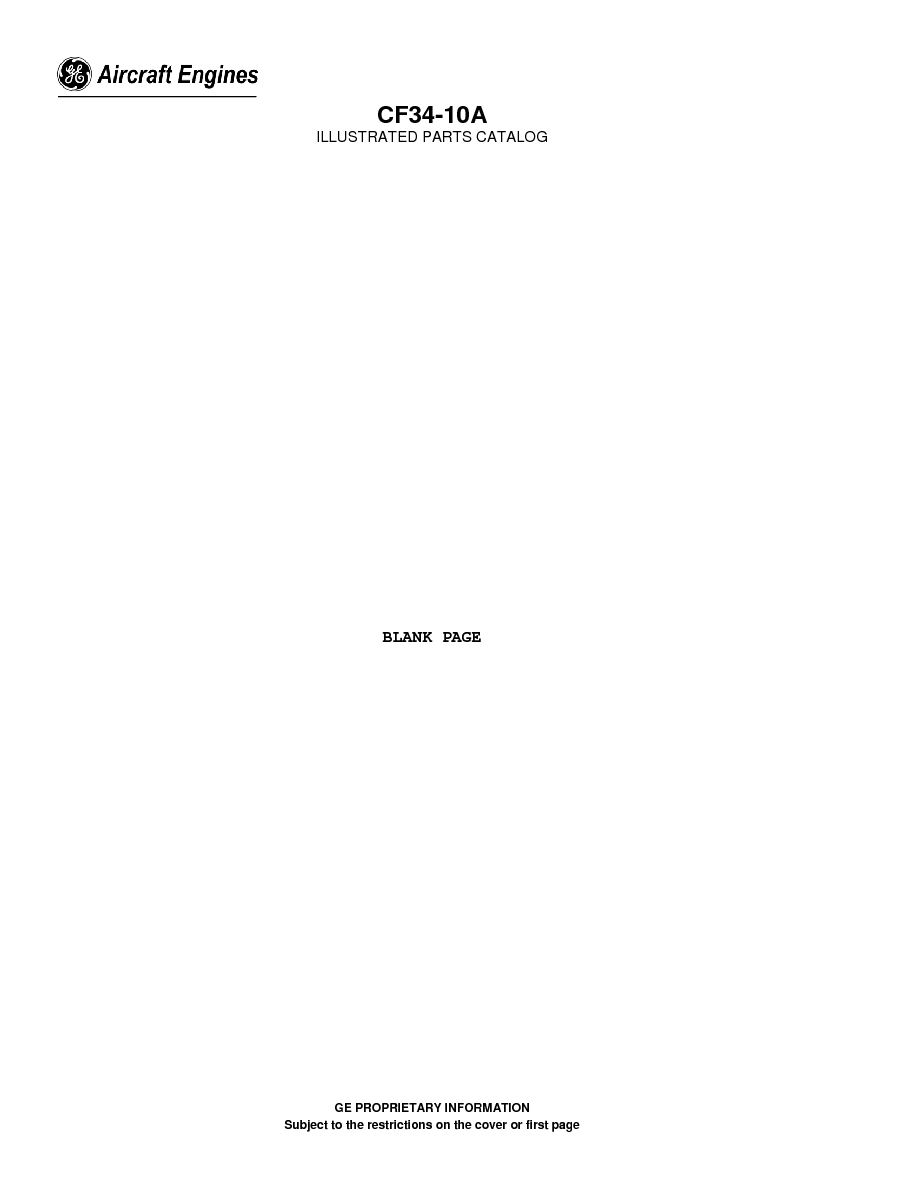 GE Aircraft Engines
CF34-10A
ILLUSTRATED PARTS CATALOG
BLANK PAGE
GE PROPRIETARY INFORMATION
Subject to the restrictions on the cover or first page